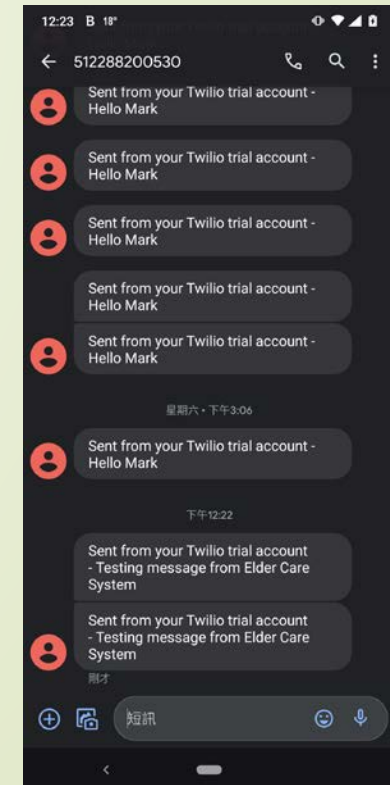 12:23 B 18°
512288200530
Sent from your Twilio trial account -
Hello Mark
Sent from your Twilio trial account -
Hello Mark
Sent from your Twilio trial account -
Hello Mark
Sent from your Twilio trial account -
Hello Mark
Sent from your Twilio trial account -
Hello Mark
星期六 • 下午3:06
Sent from your Twilio trial account -
Hello Mark
下午12:22
Sent from your Twilio trial account
- Testing message from Elder Care
System
Sent from your Twilio trial account
- Testing message from Elder Care
System
剛才
短訊